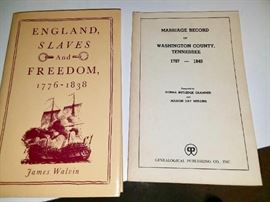 ENGLAND,
SLAVES
And
FREEDOM,
1776-1838
James Walvin
MARRIAGE RECORD
OF
WASHINGTON COUNTY,
TENNESSEE
1787 — 1840
GENEALOGICAL PUBLISHING CO., INC.